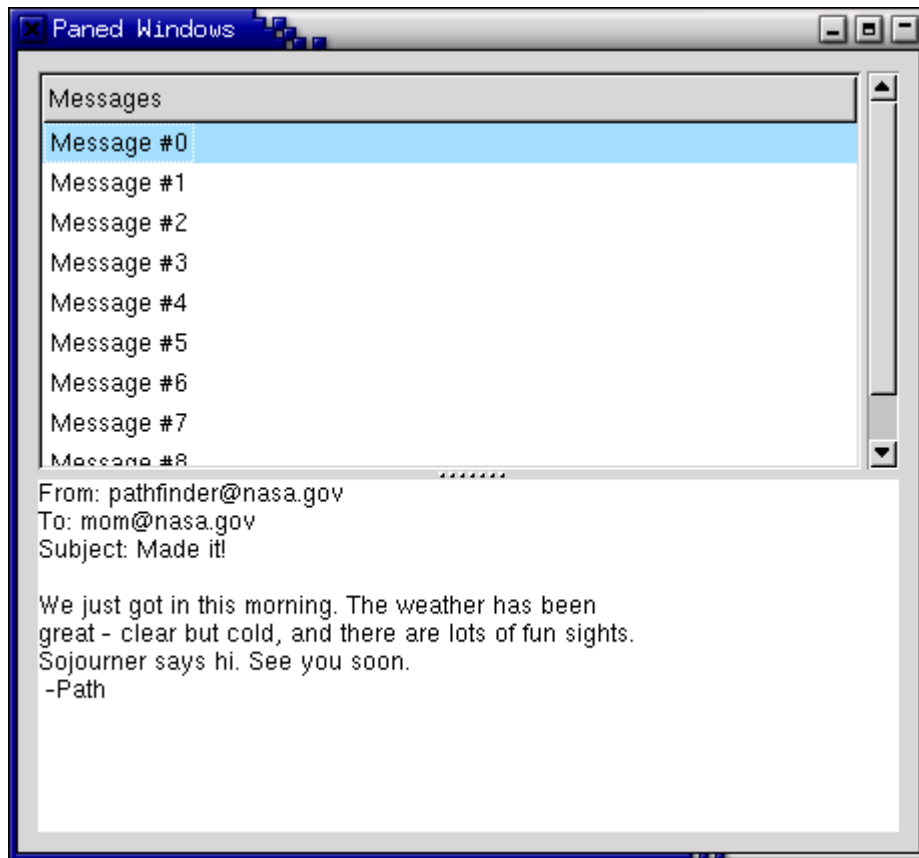 Paned Windows
Messages
Message #0
Message #1
Message #2
Message #3
Message #4
Message #5
Message #6
Message #7
Message #8
From: pathfinder@nasa.gov
To: mom@nasa.gov
Subject: Made it!
We just got in this morning. The weather has been
great - clear but cold, and there are lots of fun sights.
Sojourner says hi. See you soon.
-Path